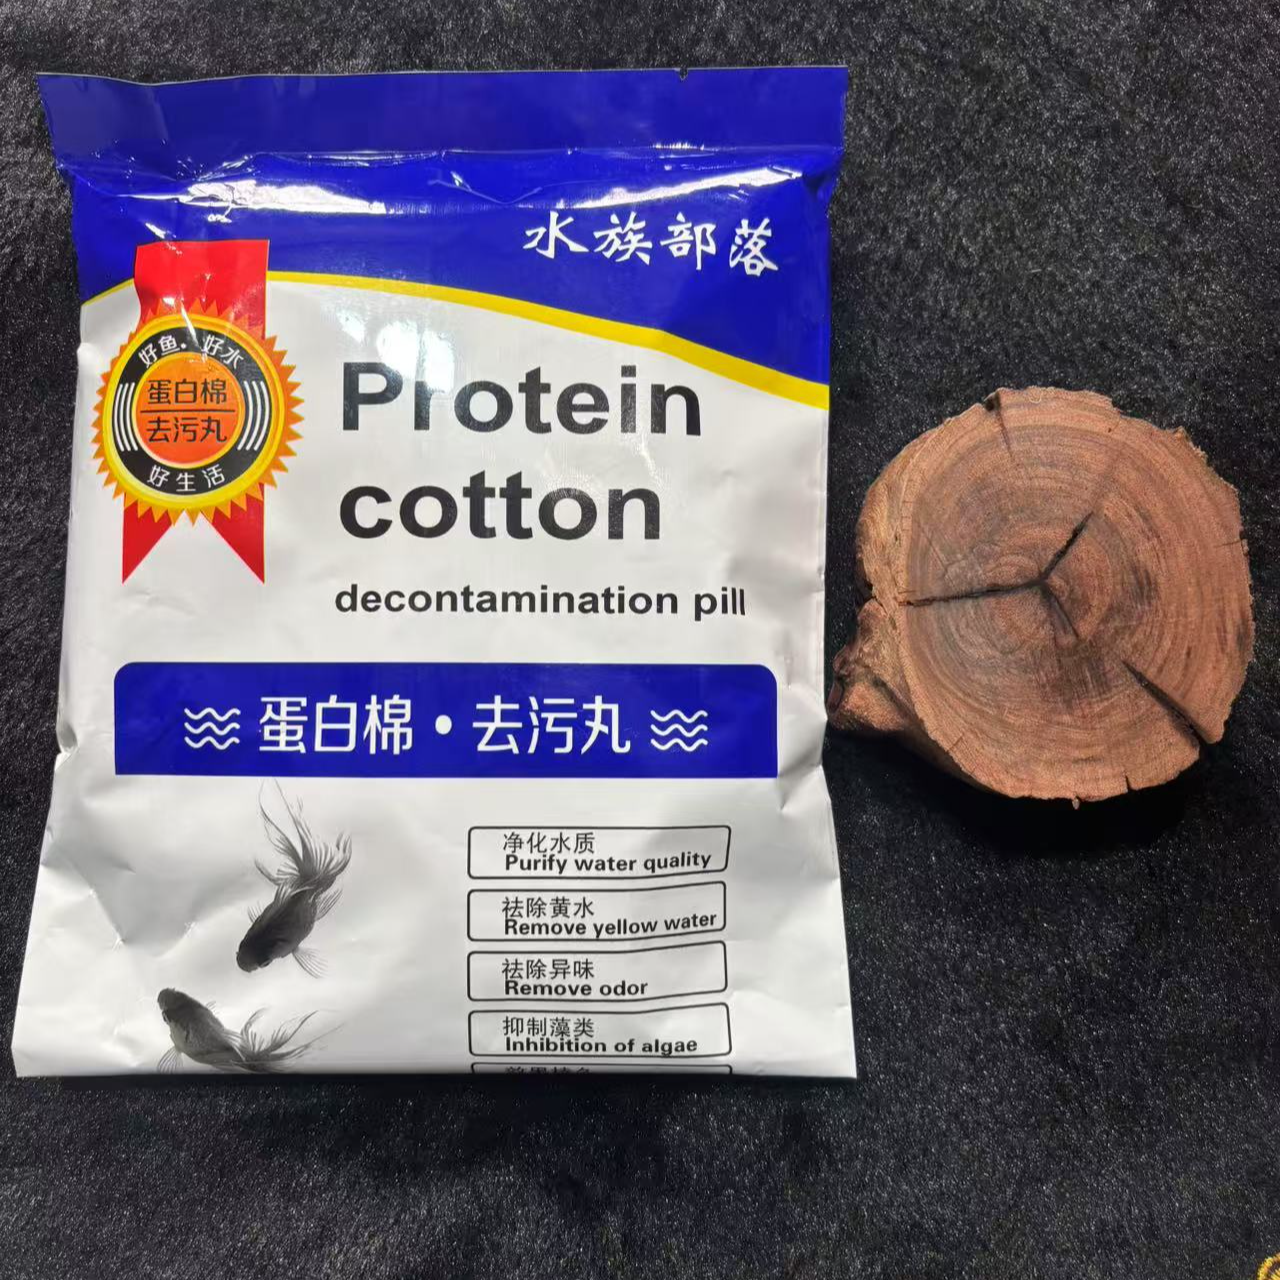 水族部落
好鱼·好水
蛋白棉
去污丸
好生活
Protein
cotton
decontamination pill
蛋白棉·去污丸
净化水质
Purify water quality
祛除黄水
Remove yellow water
祛除异味
Remove odor
抑制藻类
Inhibition of algae